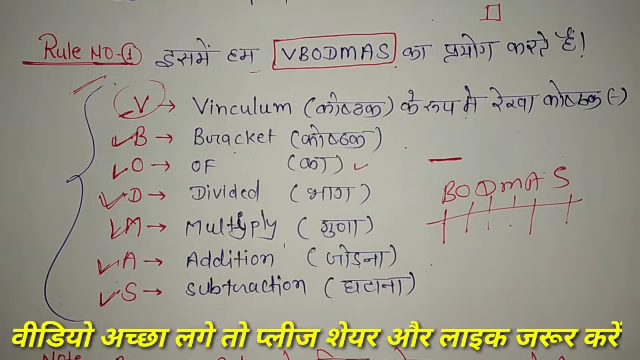 Rule NO-① इसमें हम VBODMAS का प्रयोग करते हैं!
V → Vinculum (कोष्ठक) के रूप में रेखा कोष्ठक (-)
B → Bracket (कोष्ठक)
O → OF (का)
D → Divided (भाग)
M → Multiply (गुणा)
A → Addition (जोड़ना)
S → Subtraction (घटाना)
BODMAS
वीडियो अच्छा लगे तो प्लीज शेयर और लाइक जरूर करें